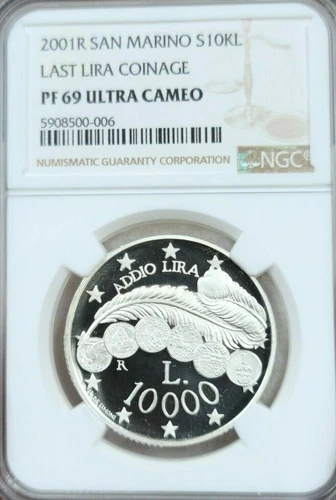 2001R SAN MARINO S10KL
LAST LIRA COINAGE
PF 69 ULTRA CAMEO
5908500-006
NUMISMATIC GUARANTY CORPORATION
NGC
ADDIO LIRA
R
L.
10000